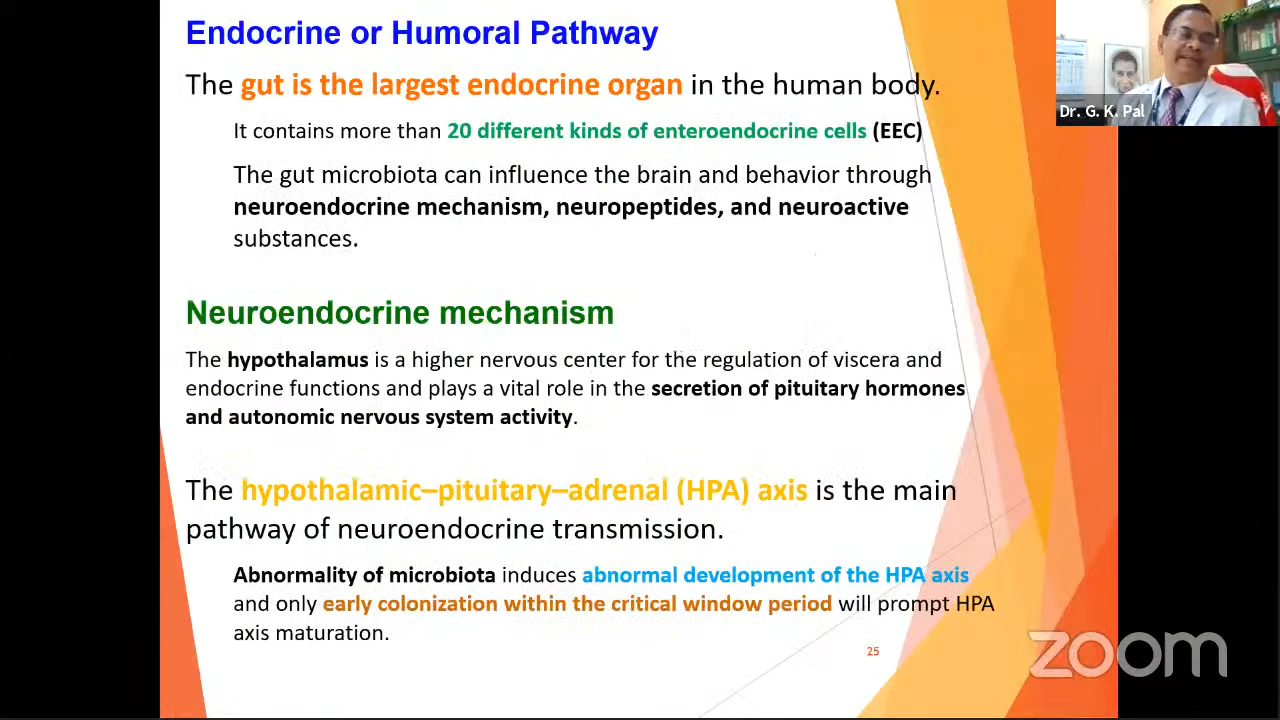 Endocrine or Humoral Pathway
The gut is the largest endocrine organ in the human body.
It contains more than 20 different kinds of enteroendocrine cells (EEC)
The gut microbiota can influence the brain and behavior through
neuroendocrine mechanism, neuropeptides, and neuroactive
substances.
Neuroendocrine mechanism
The hypothalamus is a higher nervous center for the regulation of viscera and
endocrine functions and plays a vital role in the secretion of pituitary hormones
and autonomic nervous system activity.
The hypothalamic–pituitary–adrenal (HPA) axis is the main
pathway of neuroendocrine transmission.
Abnormality of microbiota induces abnormal development of the HPA axis
and only early colonization within the critical window period will prompt HPA
axis maturation.
25
Dr. G. K. Pal
zoom